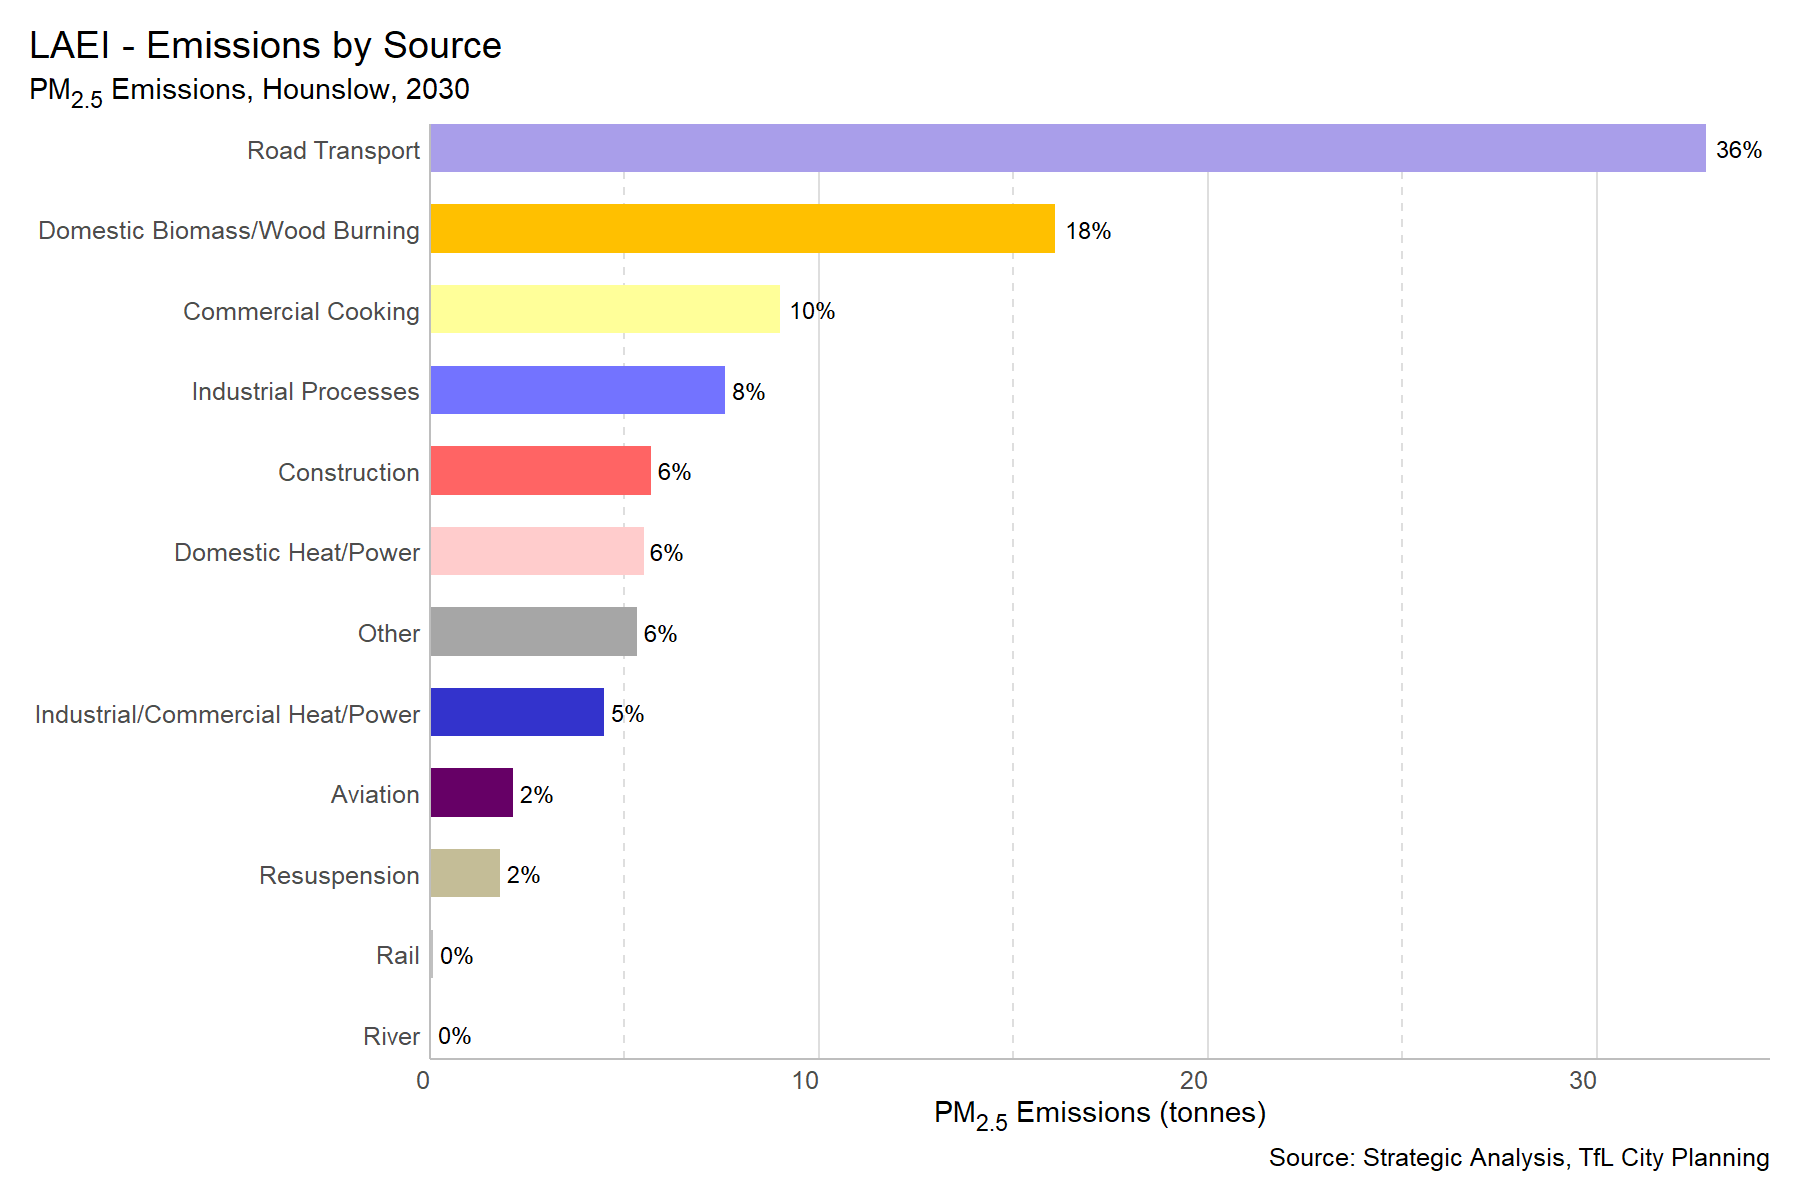 LAEI - Emissions by Source
PM2.5 Emissions, Hounslow, 2030
Road Transport 36%
Domestic Biomass/Wood Burning 18%
Commercial Cooking 10%
Industrial Processes 8%
Construction 6%
Domestic Heat/Power 6%
Other 6%
Industrial/Commercial Heat/Power 5%
Aviation 2%
Resuspension 2%
Rail 0%
River 0%
0 10 20 30
PM2.5 Emissions (tonnes)
Source: Strategic Analysis, TfL City Planning